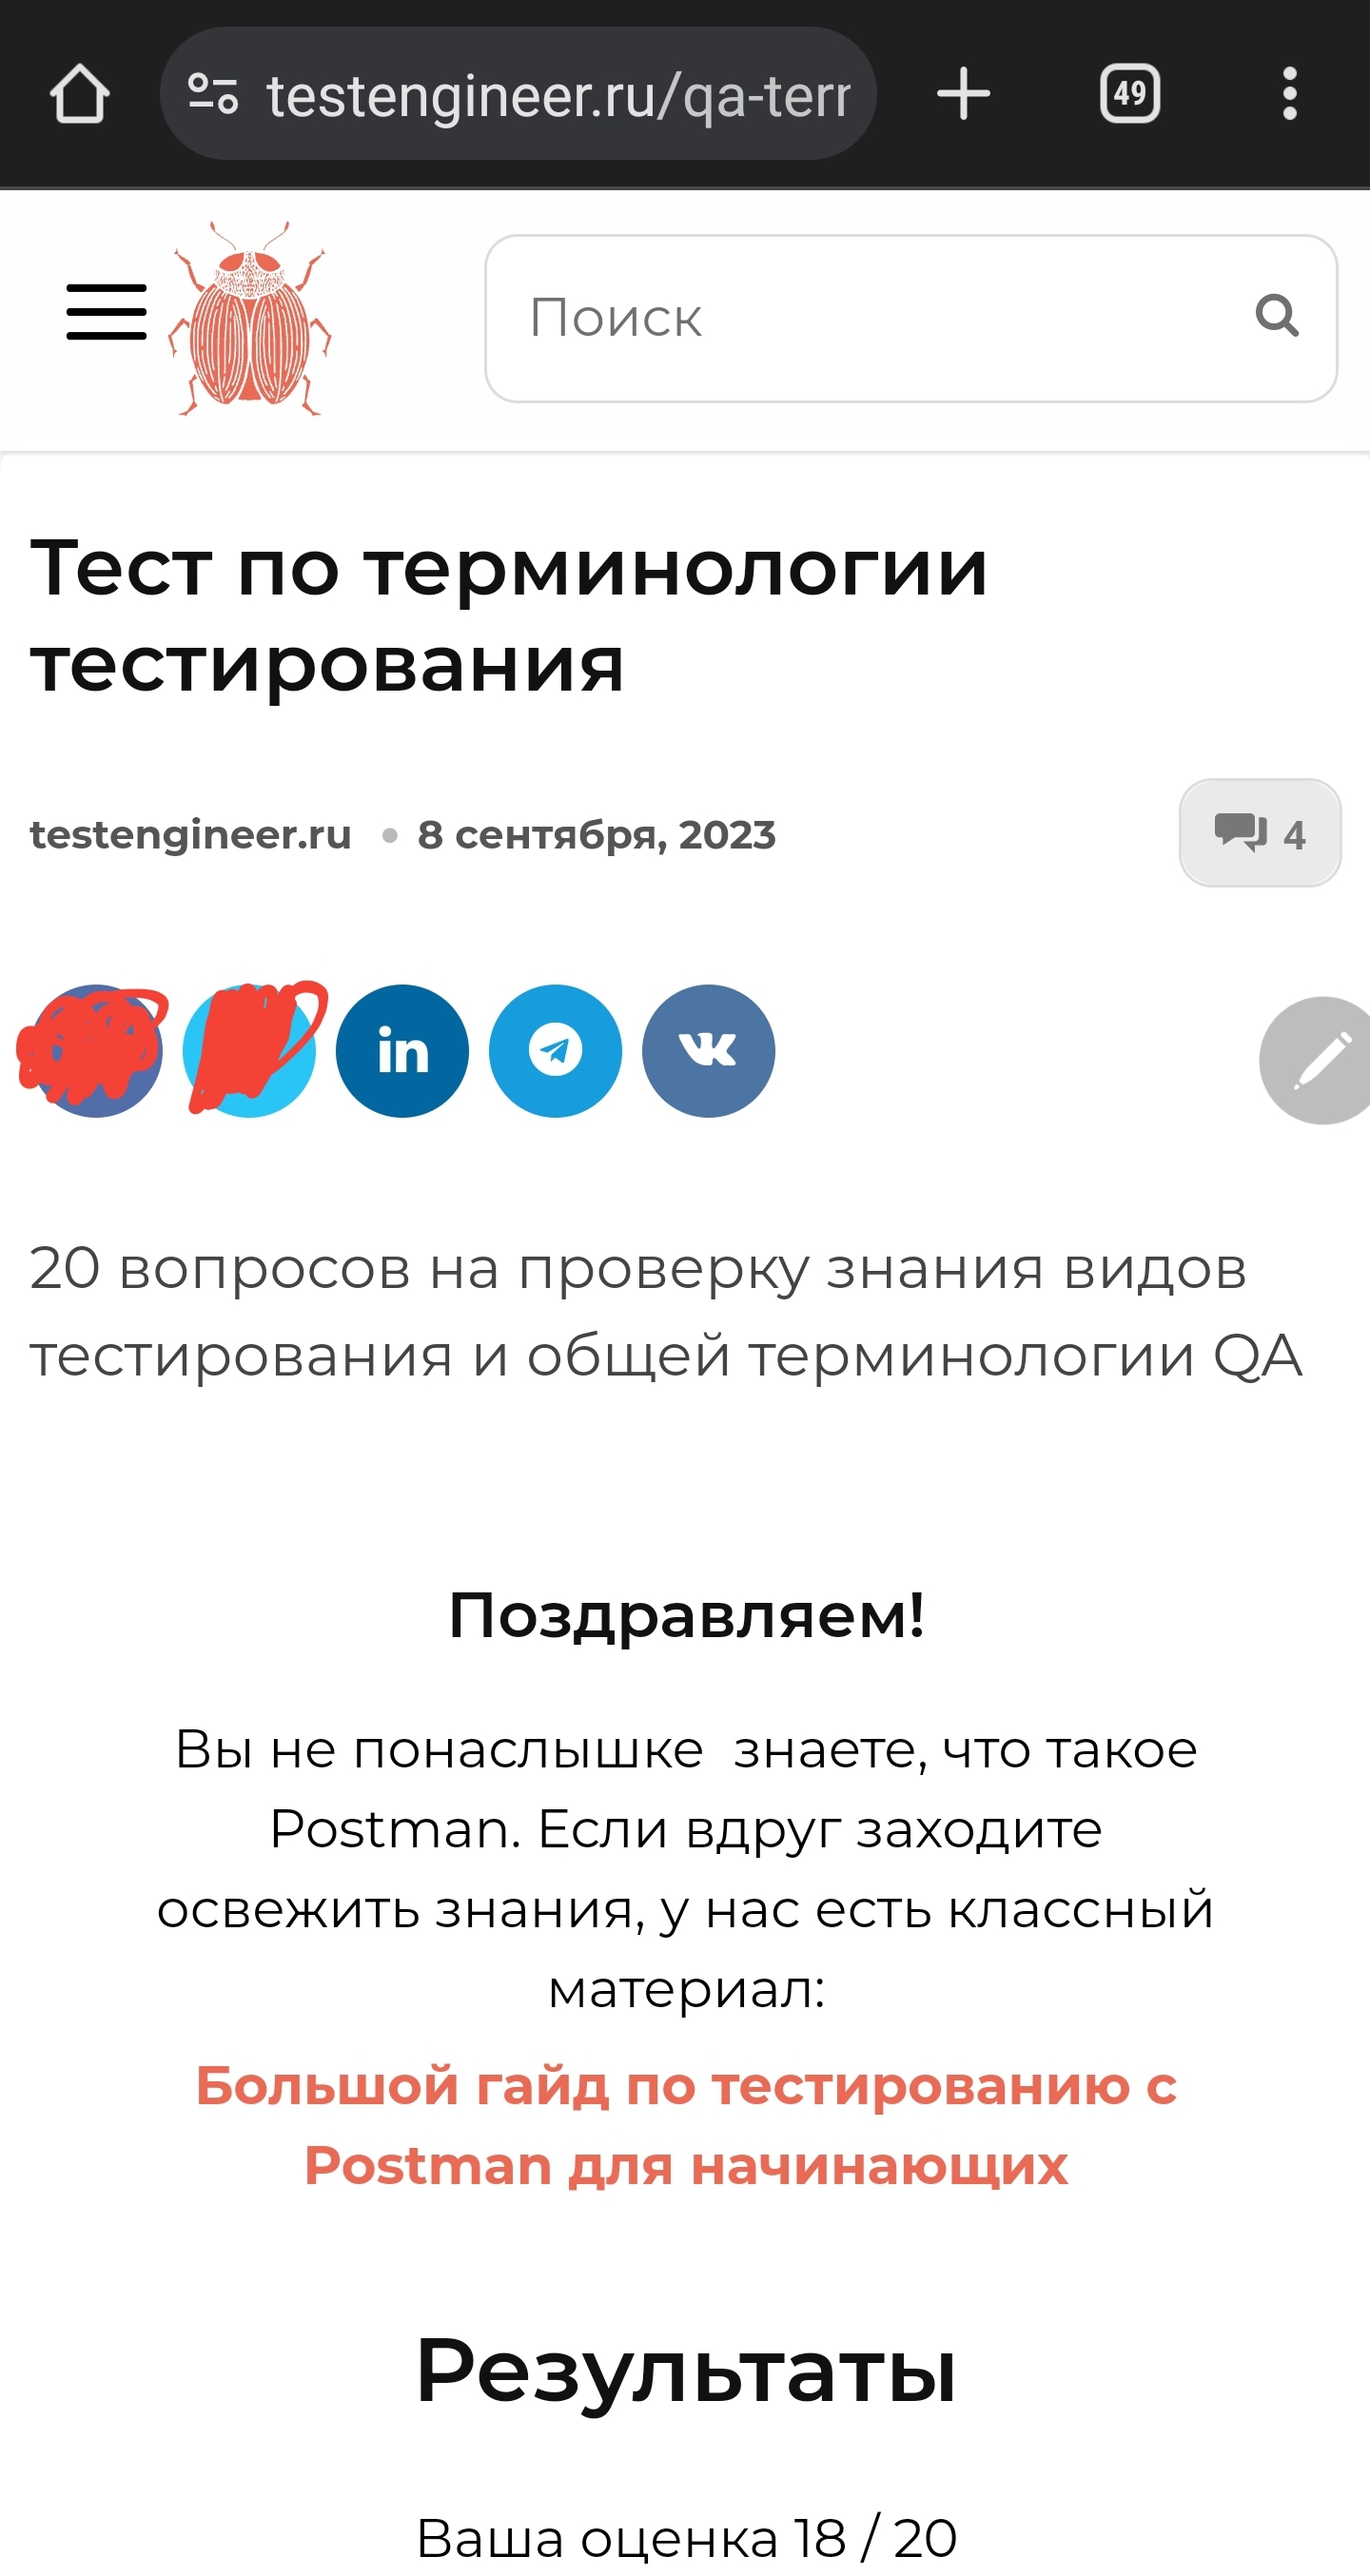 testengineer.ru/qa-terr
49
Поиск
Тест по терминологии
тестирования
testengineer.ru • 8 сентября, 2023
4
in
20 вопросов на проверку знания видов
тестирования и общей терминологии QA
Поздравляем!
Вы не понаслышке знаете, что такое
Postman. Если вдруг заходите
освежить знания, у нас есть классный
материал:
Большой гайд по тестированию с
Postman для начинающих
Результаты
Ваша оценка 18 / 20